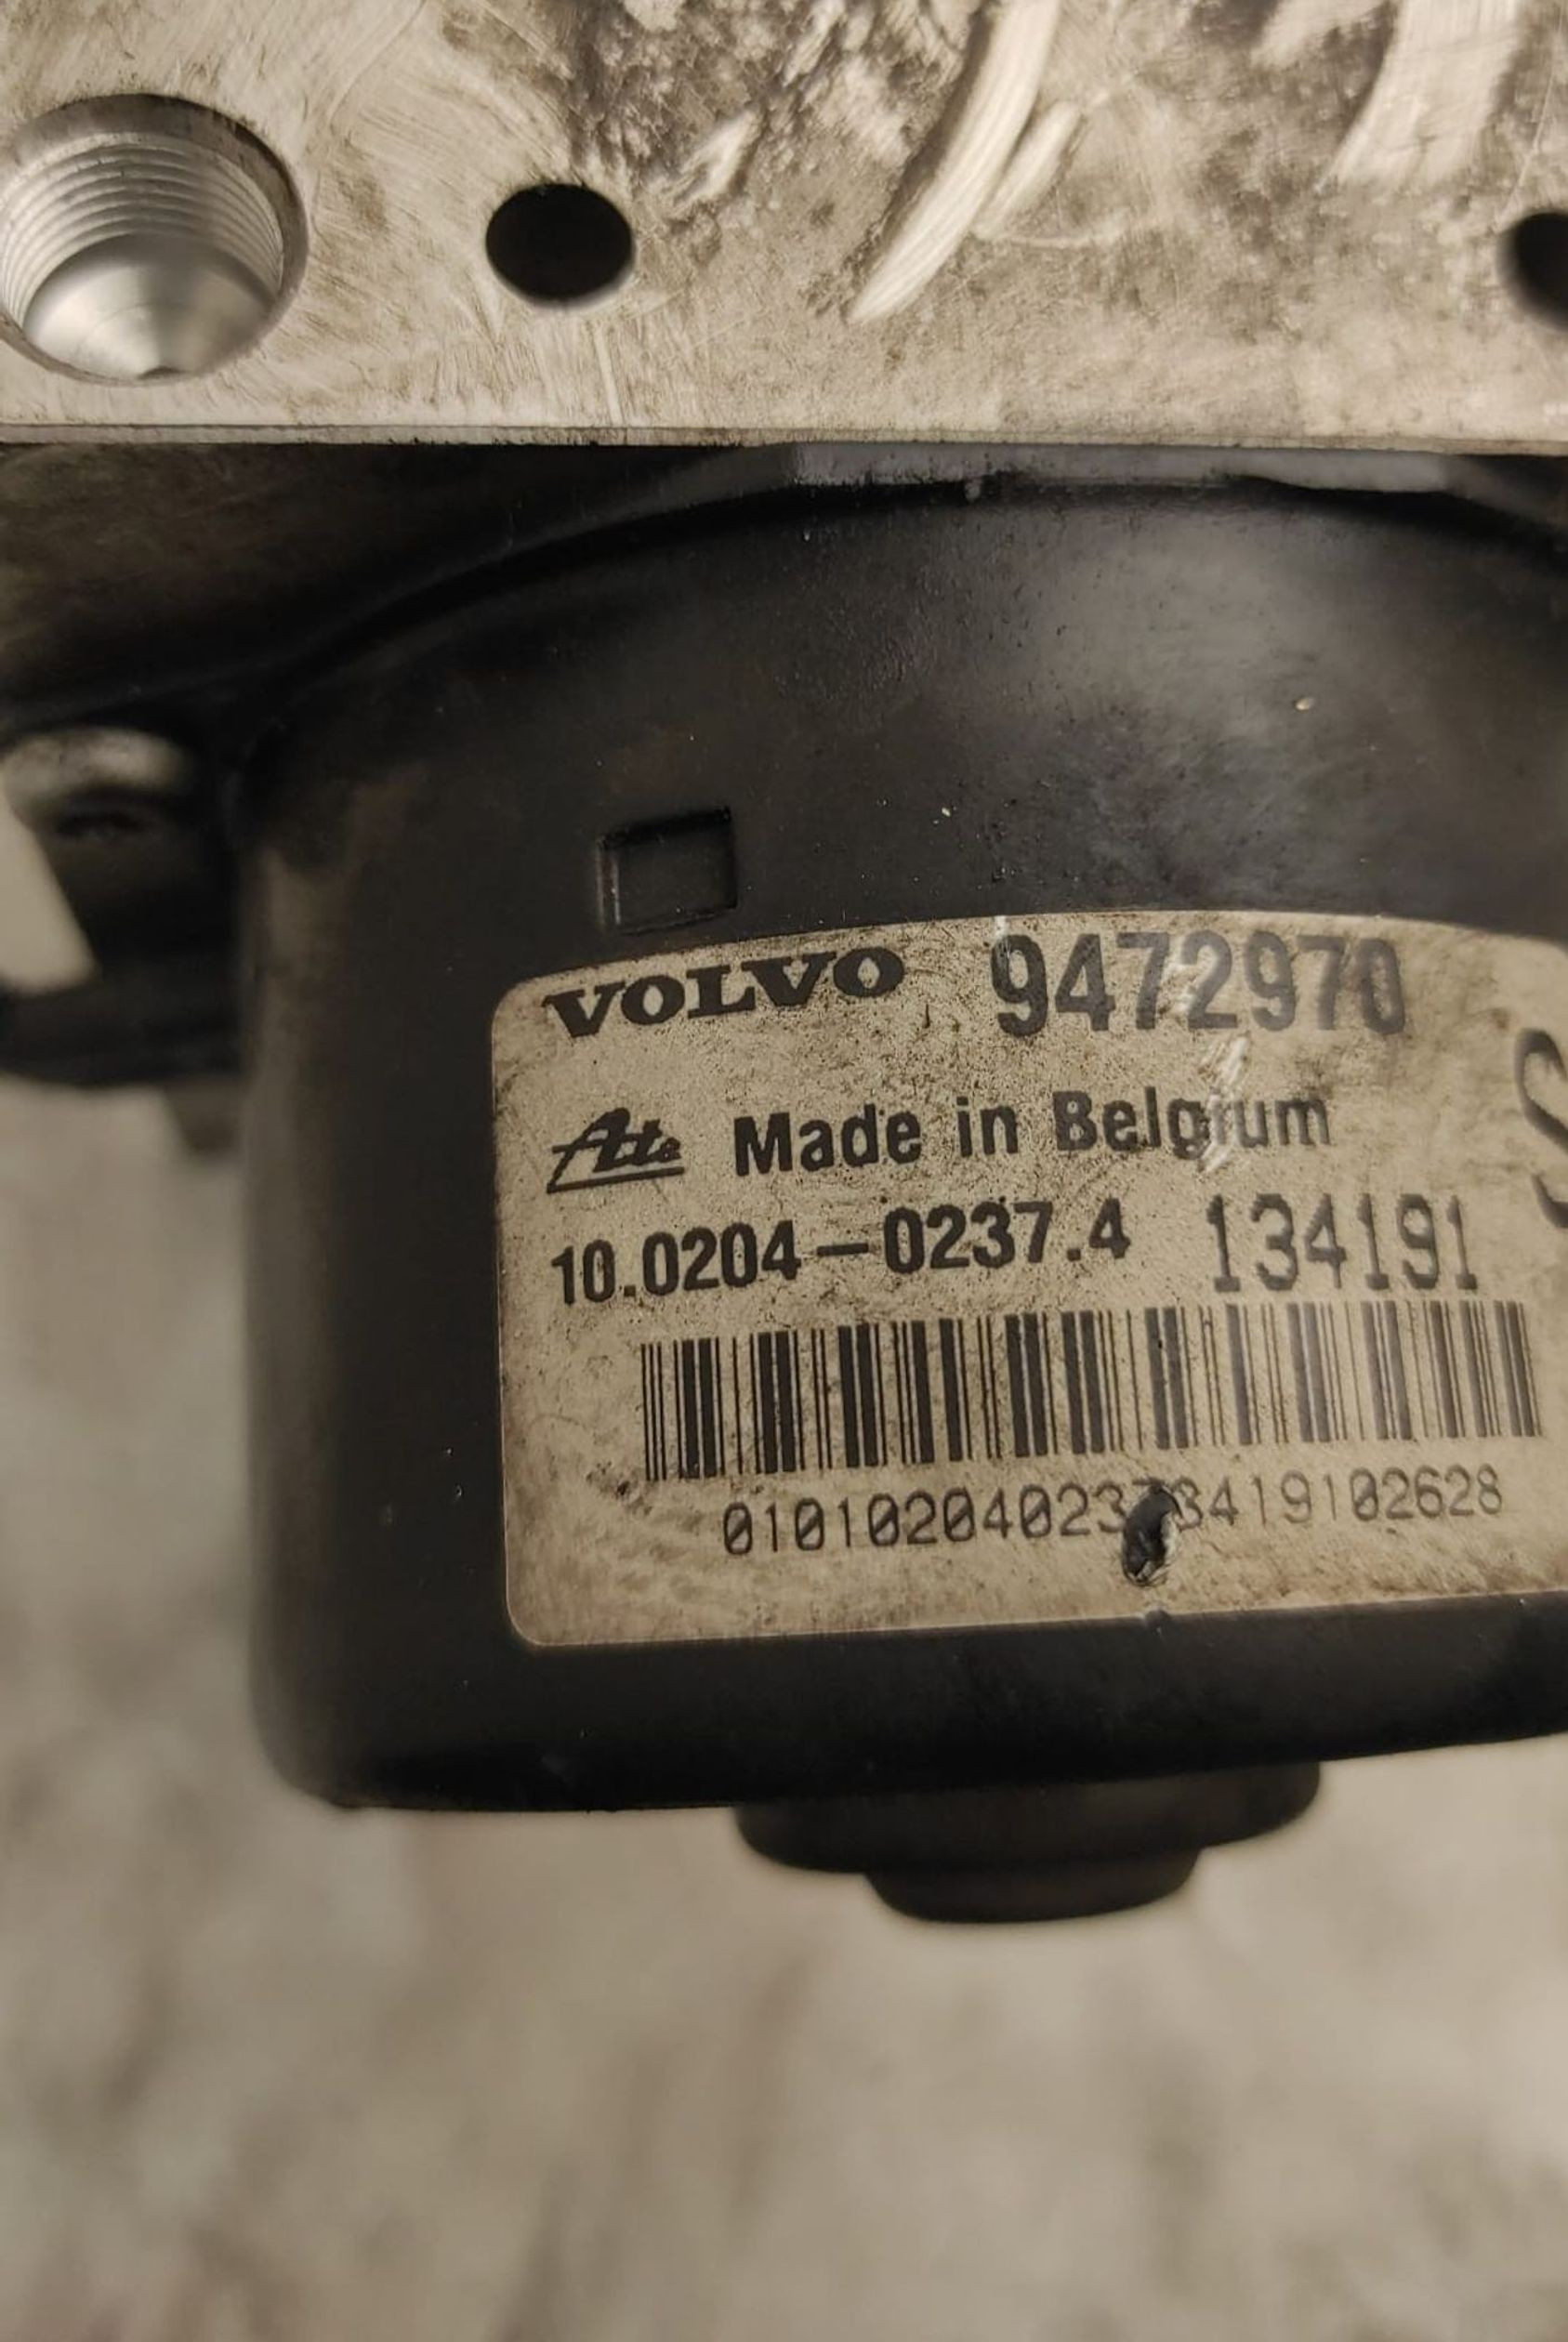 VOLVO 9472970
Ate Made in Belgium
10.0204-0237.4 134191
S